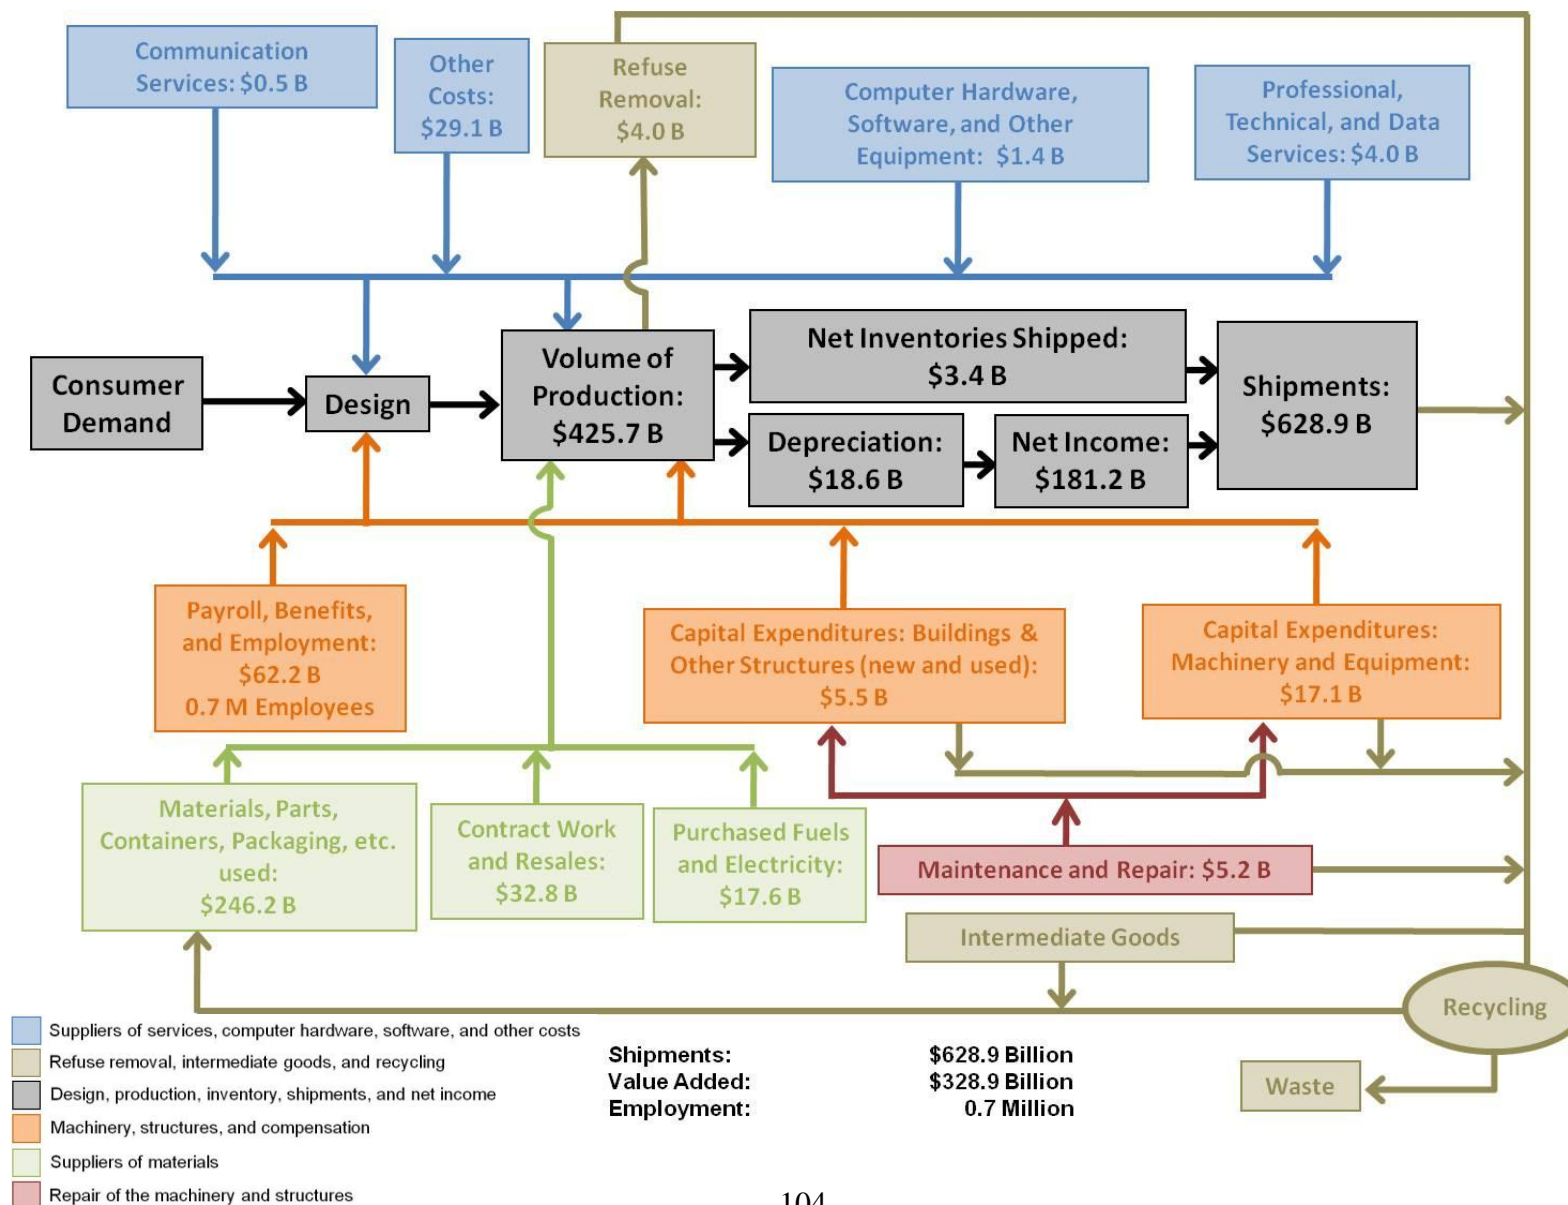 Communication
Services: $0.5 B
Other
Costs:
$29.1 B
Refuse
Removal:
$4.0 B
Computer Hardware,
Software, and Other
Equipment: $1.4 B
Professional,
Technical, and Data
Services: $4.0 B
Consumer
Demand
Design
Volume of
Production:
$425.7 B
Net Inventories Shipped:
$3.4 B
Depreciation:
$18.6 B
Net Income:
$181.2 B
Shipments:
$628.9 B
Payroll, Benefits,
and Employment:
$62.2 B
0.7 M Employees
Capital Expenditures: Buildings &
Other Structures (new and used):
$5.5 B
Capital Expenditures:
Machinery and Equipment:
$17.1 B
Materials, Parts,
Containers, Packaging, etc.
used:
$246.2 B
Contract Work
and Resales:
$32.8 B
Purchased Fuels
and Electricity:
$17.6 B
Maintenance and Repair: $5.2 B
Intermediate Goods
Recycling
Waste
Suppliers of services, computer hardware, software, and other costs
Refuse removal, intermediate goods, and recycling
Design, production, inventory, shipments, and net income
Machinery, structures, and compensation
Suppliers of materials
Repair of the machinery and structures
Shipments: $628.9 Billion
Value Added: $328.9 Billion
Employment: 0.7 Million
104